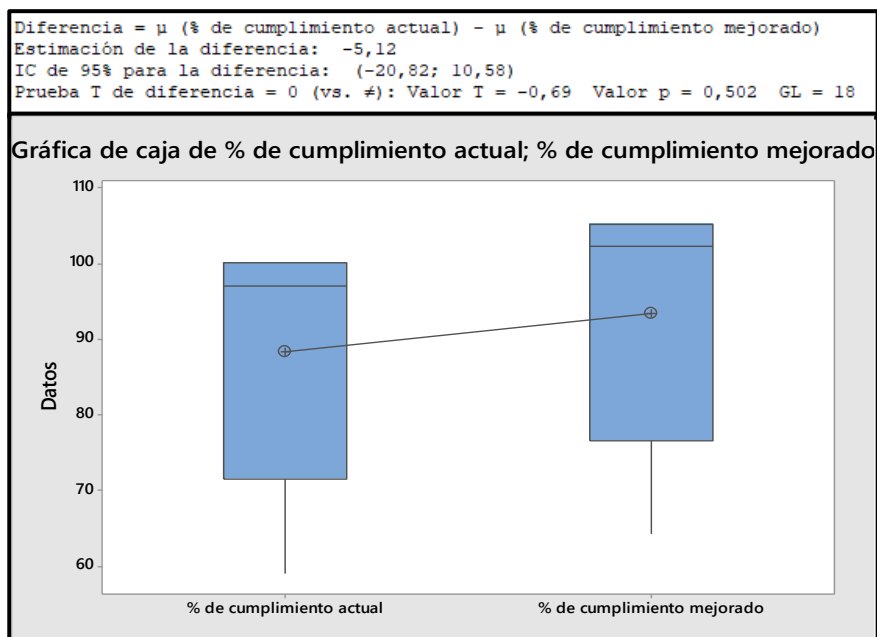 Diferencia = μ (% de cumplimiento actual) - μ (% de cumplimiento mejorado)
Estimación de la diferencia: -5,12
IC de 95% para la diferencia: (-20,82; 10,58)
Prueba T de diferencia = 0 (vs. ≠): Valor T = -0,69 Valor p = 0,502 GL = 18
Gráfica de caja de % de cumplimiento actual; % de cumplimiento mejorado
110
100
90
80
70
60
Datos
% de cumplimiento actual
% de cumplimiento mejorado